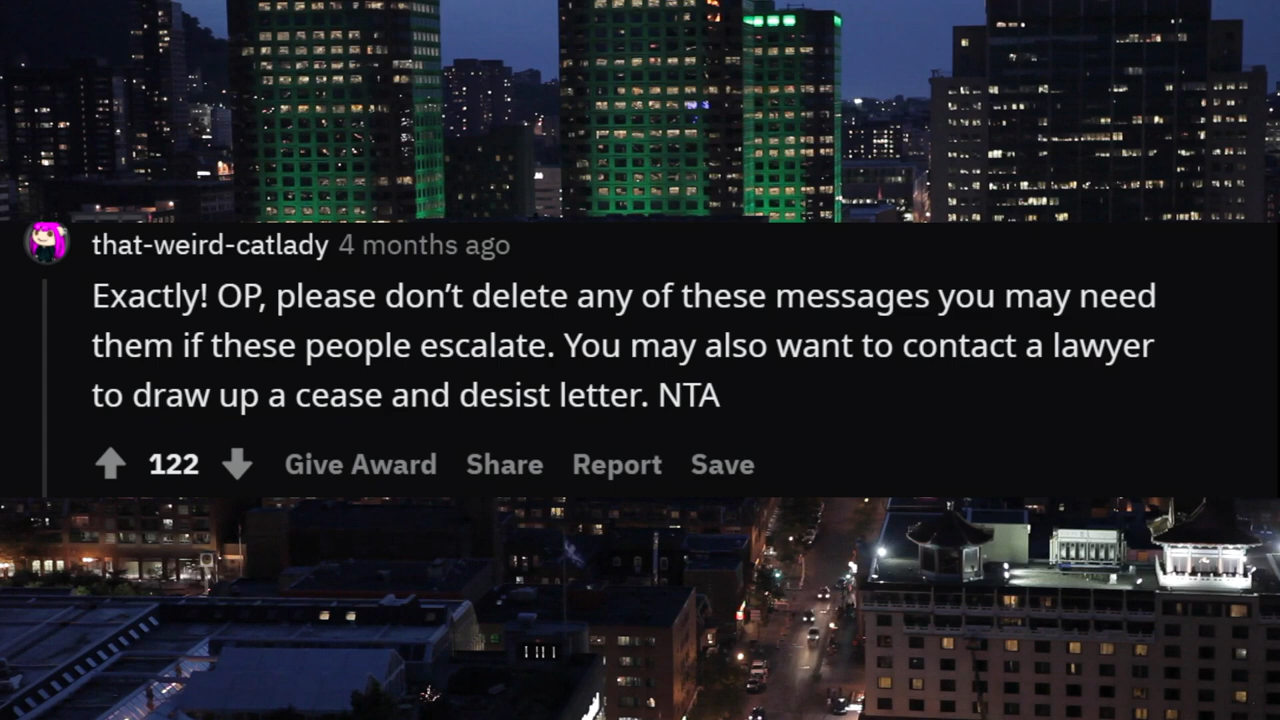 that-weird-catlady 4 months ago
Exactly! OP, please don’t delete any of these messages you may need
them if these people escalate. You may also want to contact a lawyer
to draw up a cease and desist letter. NTA
122 Give Award Share Report Save